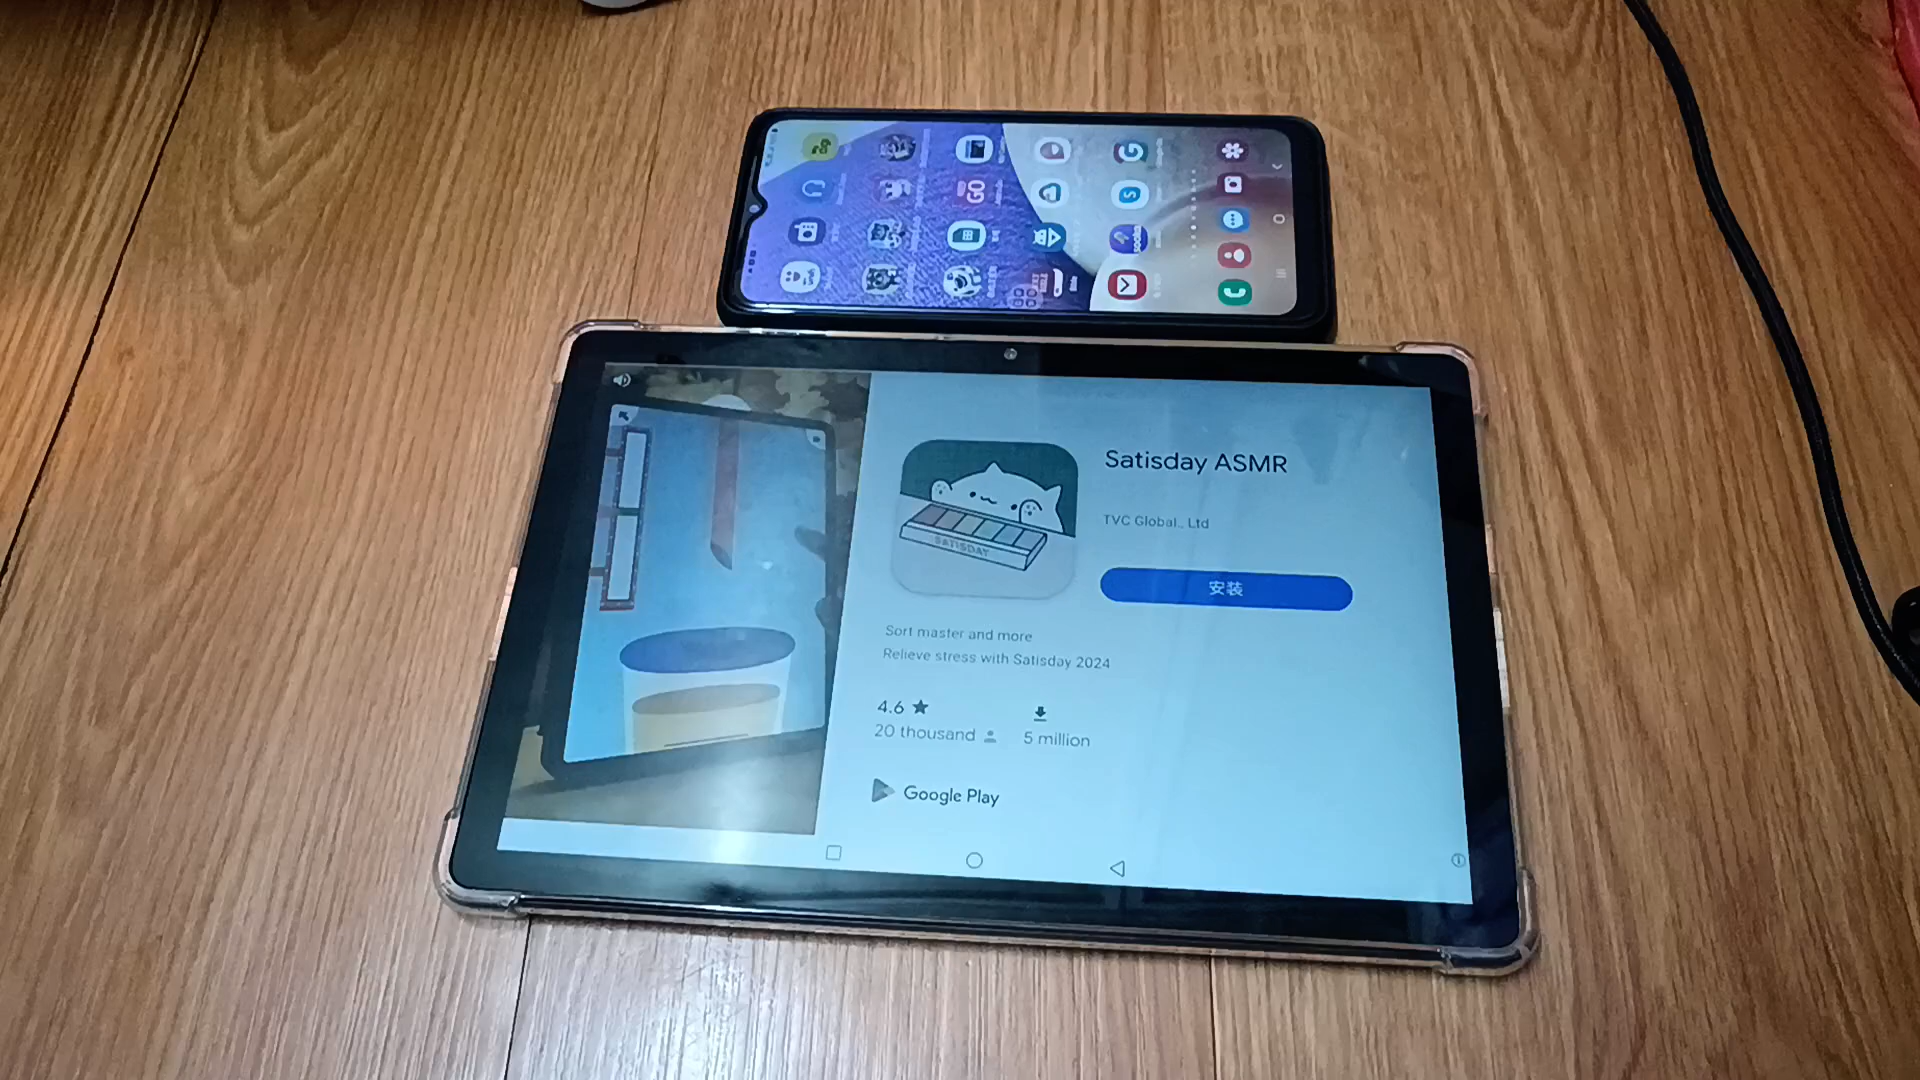 GO
Satisday ASMR
TVC Global., Ltd
安装
SATISDAY
Sort master and more
Relieve stress with Satisday 2024
4.6
20 thousand
5 million
Google Play